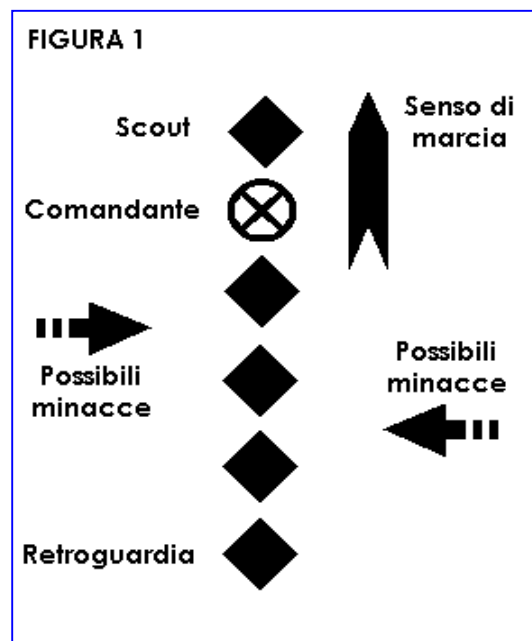 FIGURA 1
Scout
Senso di
marcia
Comandante
Possibili
minacce
Possibili
minacce
Retroguardia